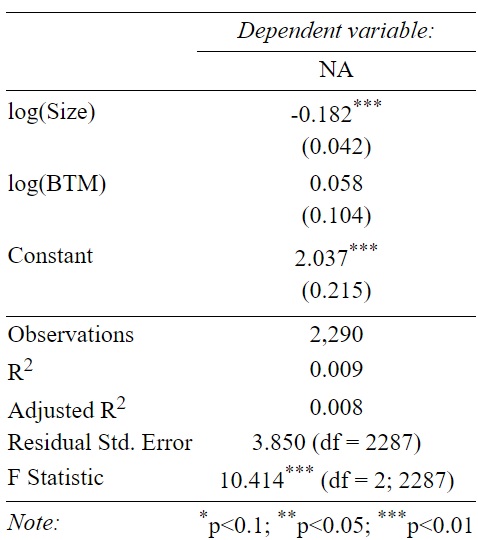 Dependent variable:
NA
log(Size) -0.182***
(0.042)
log(BTM) 0.058
(0.104)
Constant 2.037***
(0.215)
Observations 2,290
R2 0.009
Adjusted R2 0.008
Residual Std. Error 3.850 (df = 2287)
F Statistic 10.414*** (df = 2; 2287)
Note: *p<0.1; **p<0.05; ***p<0.01